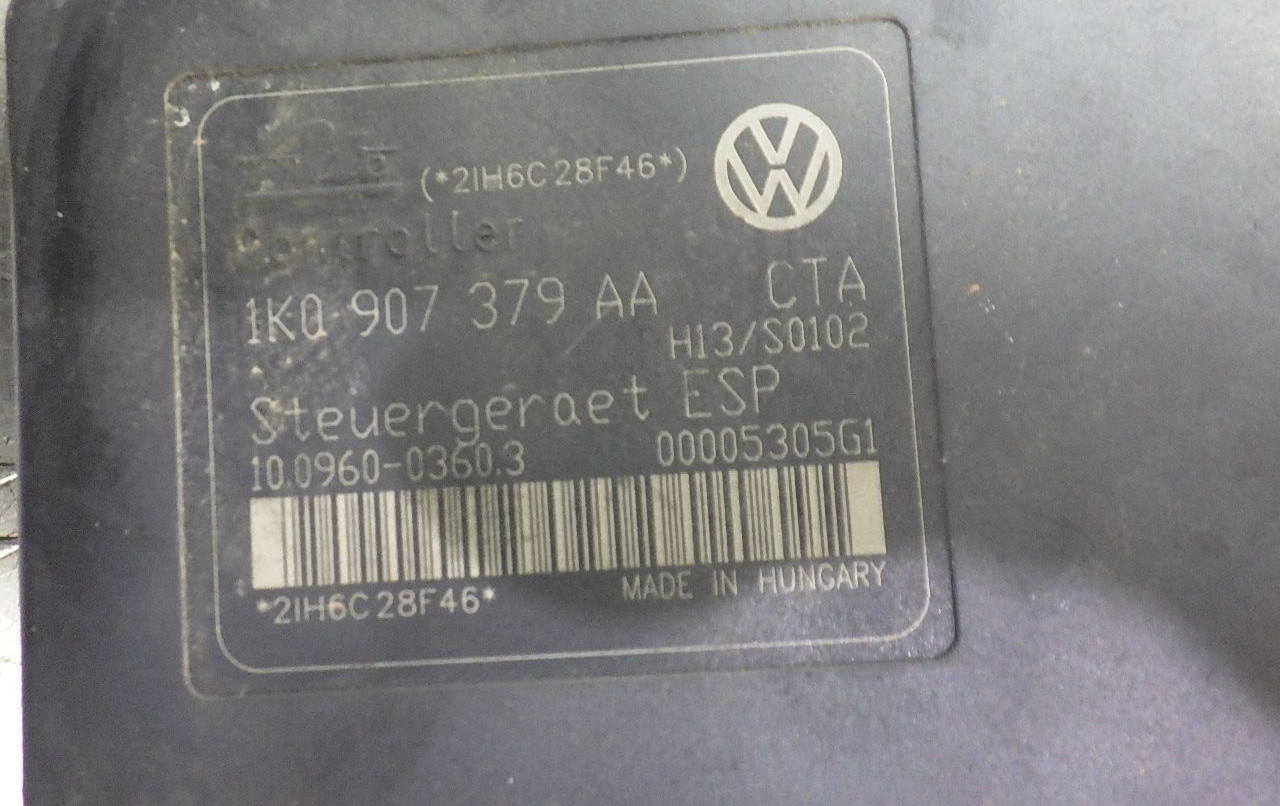 (*2IH6C28F46*)
Controller
1K0 907 379 AA CTA
H13/S0102
Steuergeraet ESP
10.0960-0360.3 00005305G1
*2IH6C28F46* MADE IN HUNGARY